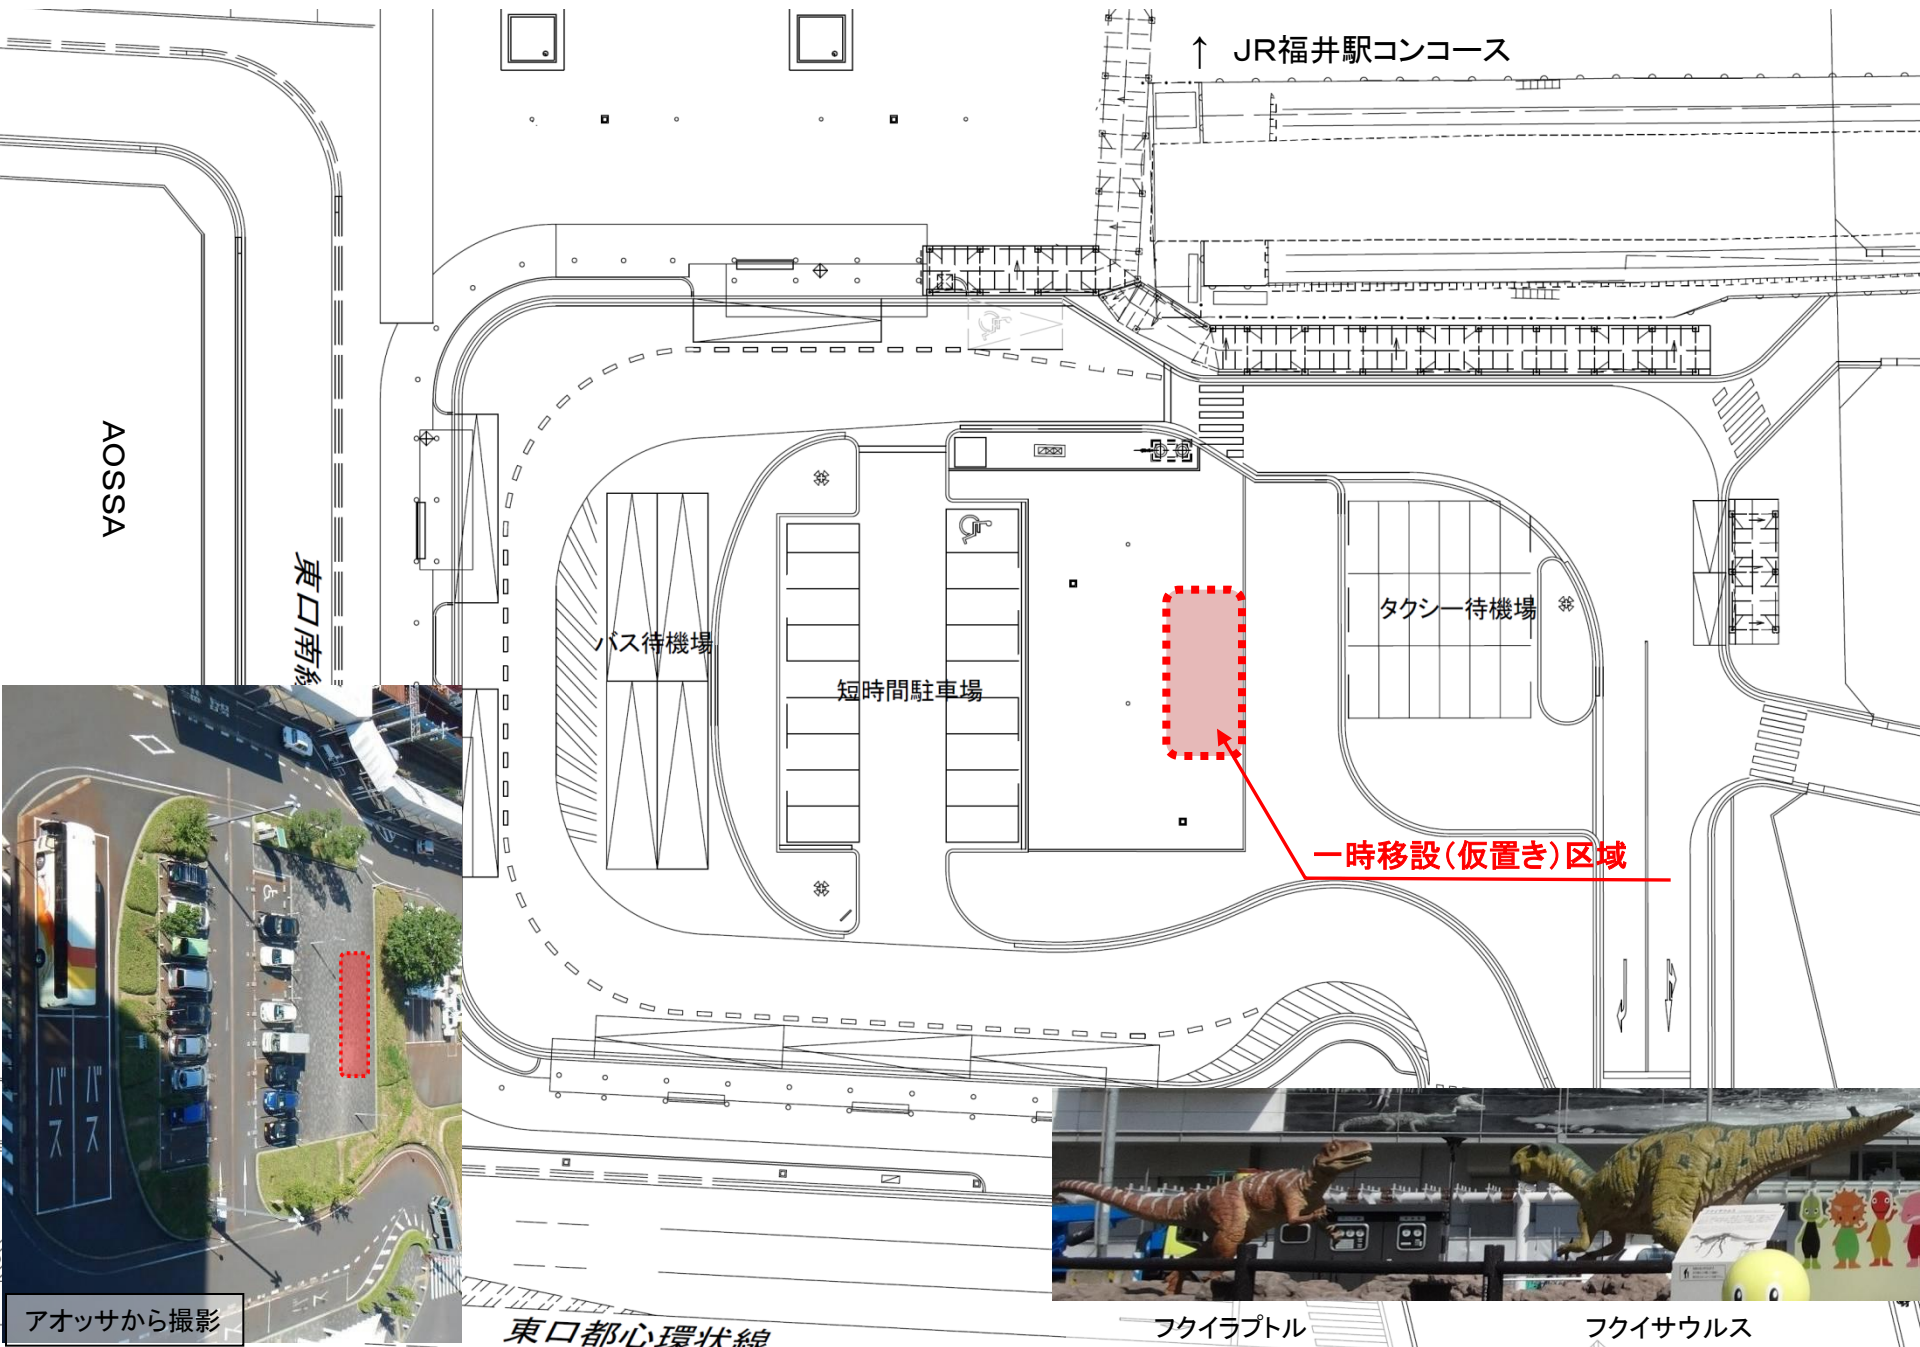 ↑ JR福井駅コンコース
AOSSA
東口南線
バス待機場
短時間駐車場
タクシー待機場
一時移設(仮置き)区域
バス
バス
アオッサから撮影
東口都心環状線
フクイラプトル
フクイサウルス